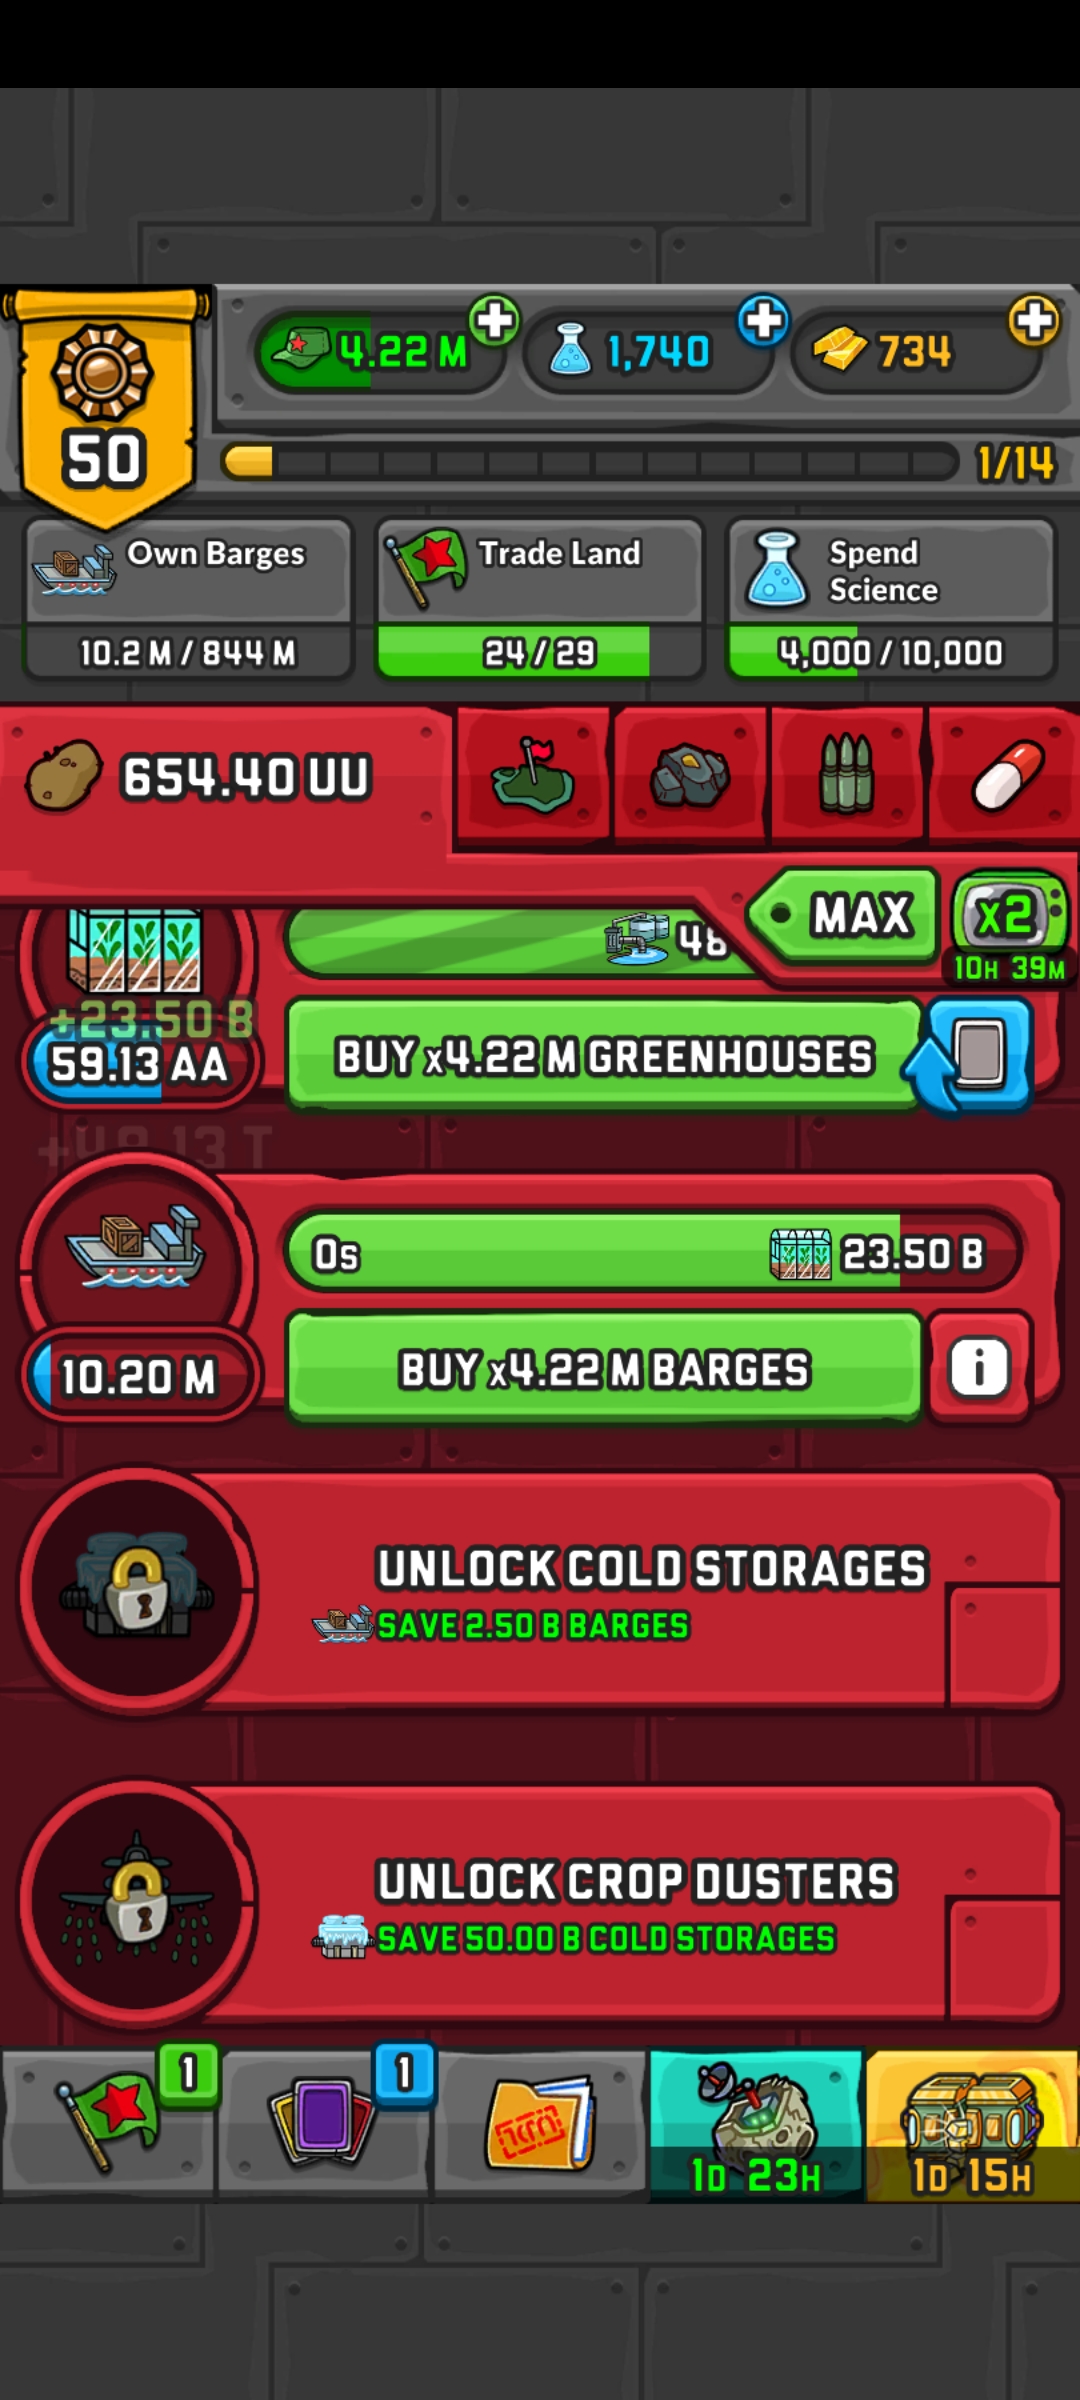 4.22 M
1,740
734
50
1/14
Own Barges
Trade Land
Spend
Science
10.2 M / 844 M
24 / 29
4,000 / 10,000
654.40 UU
MAX
x2
10H 39M
48
+23.50 B
59.13 AA
BUY x4.22 M GREENHOUSES
+48.13 T
0s
23.50 B
10.20 M
BUY x4.22 M BARGES
i
UNLOCK COLD STORAGES
SAVE 2.50 B BARGES
UNLOCK CROP DUSTERS
SAVE 50.00 B COLD STORAGES
1
1
1D 23H
1D 15H